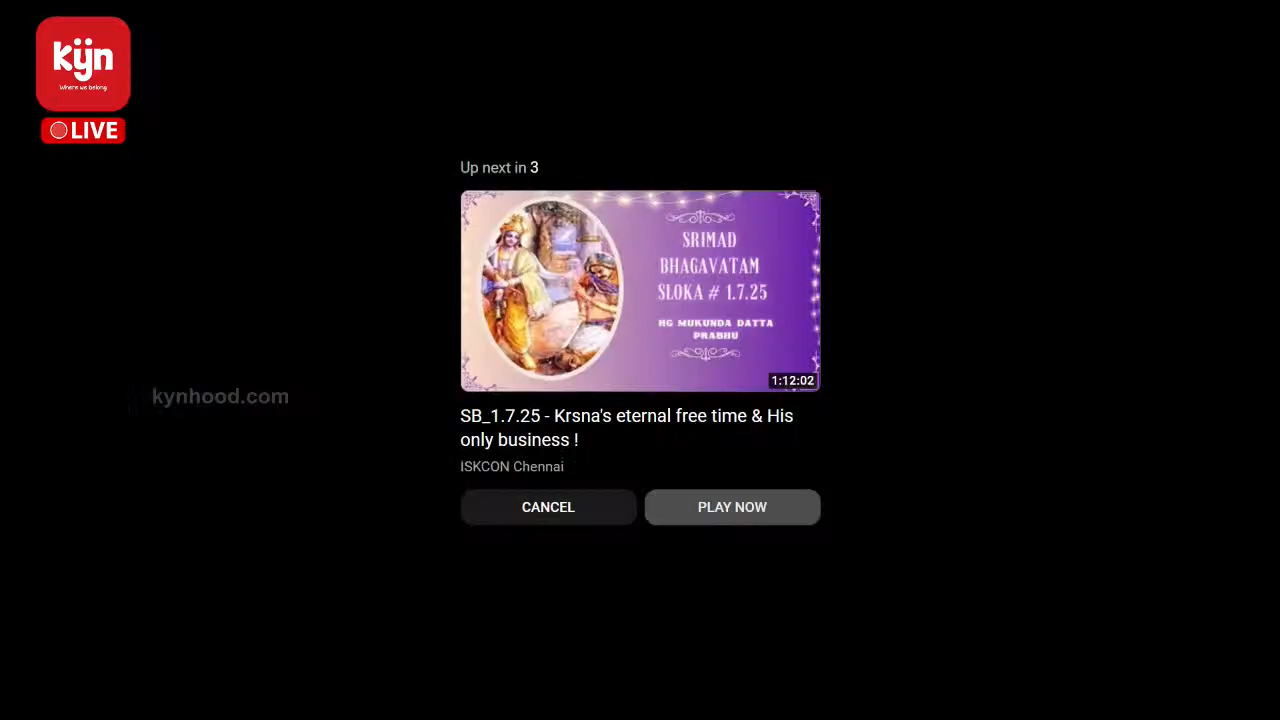 kÿn
Where we belong
LIVE
Up next in 3
SRIMAD
BHAGAVATAM
SLOKA # 1.7.25
HG MUKUNDA DATTA
PRABHU
1:12:02
kynhood.com
SB_1.7.25 - Krsna's eternal free time & His
only business !
ISKCON Chennai
CANCEL
PLAY NOW